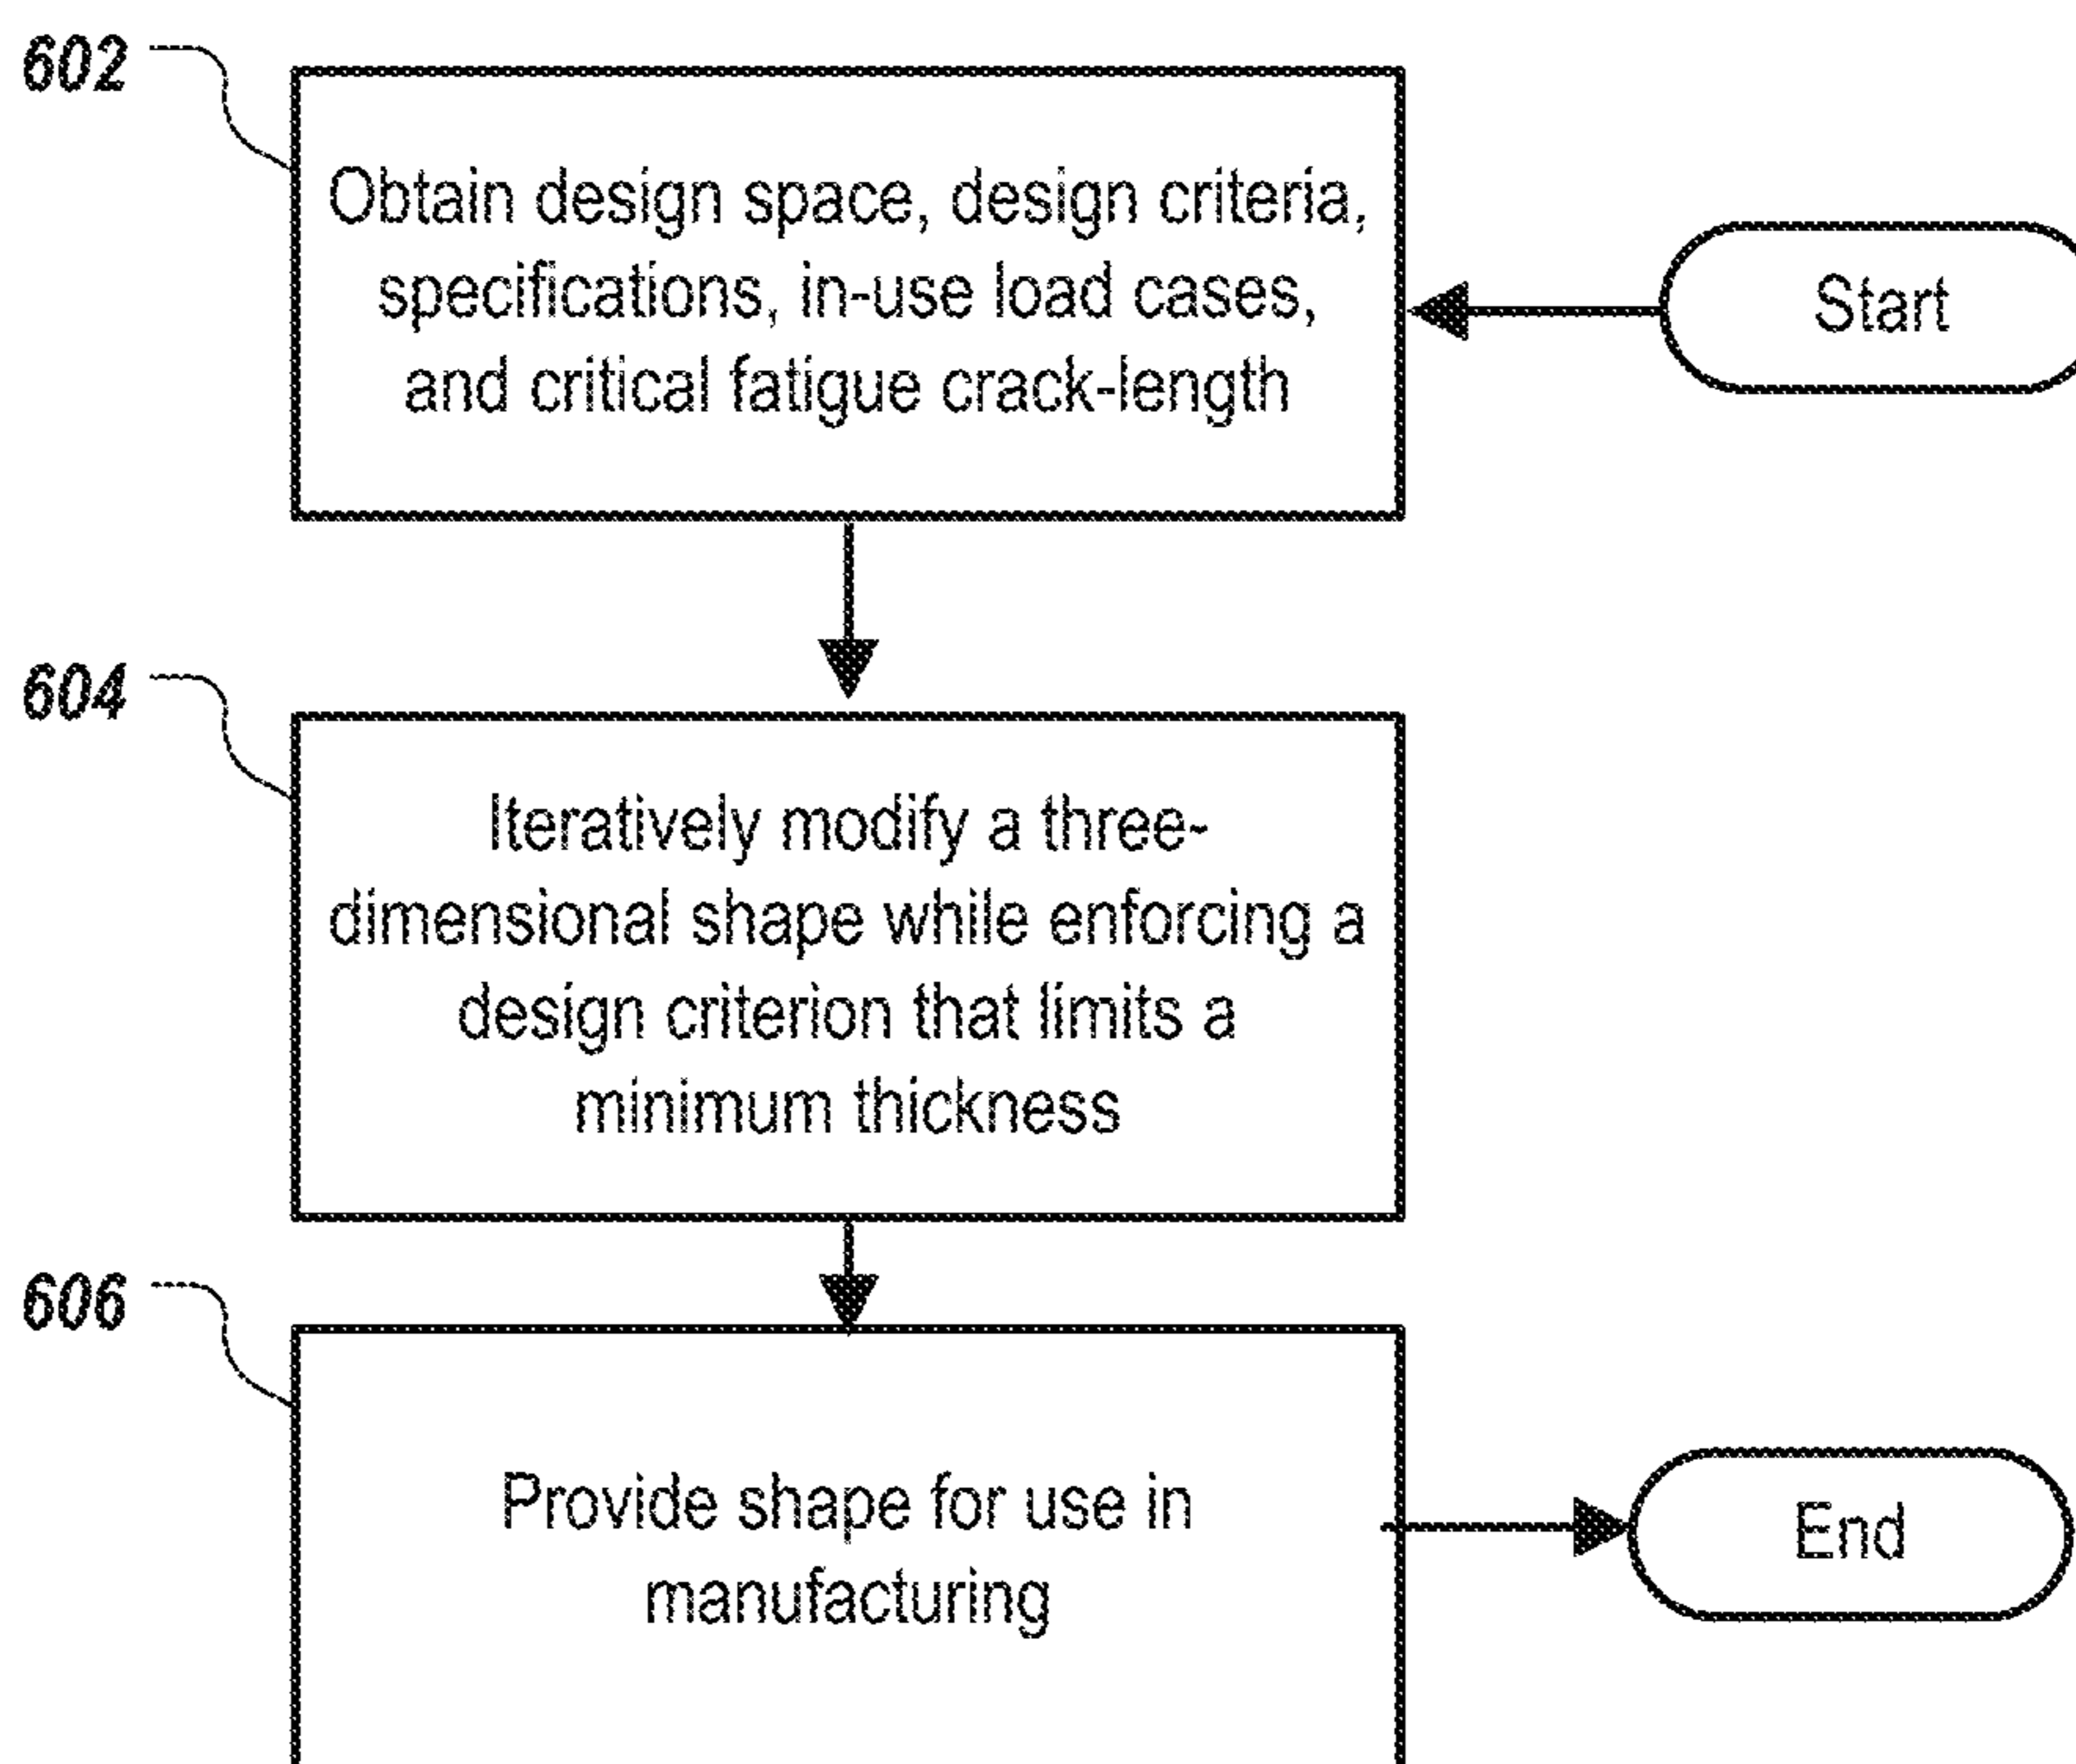 602
Obtain design space, design criteria,
specifications, in-use load cases,
and critical fatigue crack-length
Start
604
Iteratively modify a three-
dimensional shape while enforcing a
design criterion that limits a
minimum thickness
606
Provide shape for use in
manufacturing
End